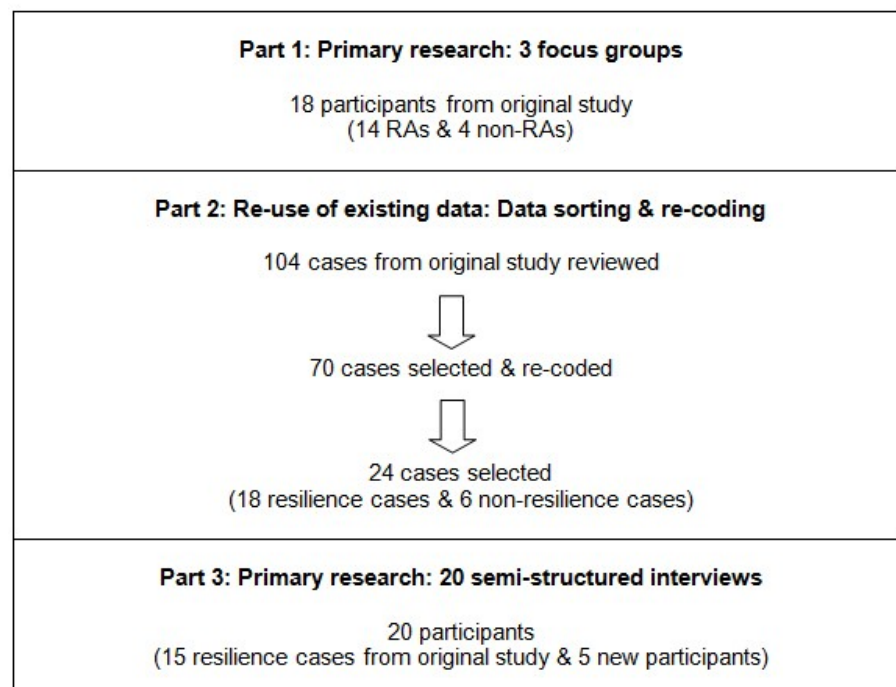 Part 1: Primary research: 3 focus groups
18 participants from original study
(14 RAs & 4 non-RAs)
Part 2: Re-use of existing data: Data sorting & re-coding
104 cases from original study reviewed
70 cases selected & re-coded
24 cases selected
(18 resilience cases & 6 non-resilience cases)
Part 3: Primary research: 20 semi-structured interviews
20 participants
(15 resilience cases from original study & 5 new participants)